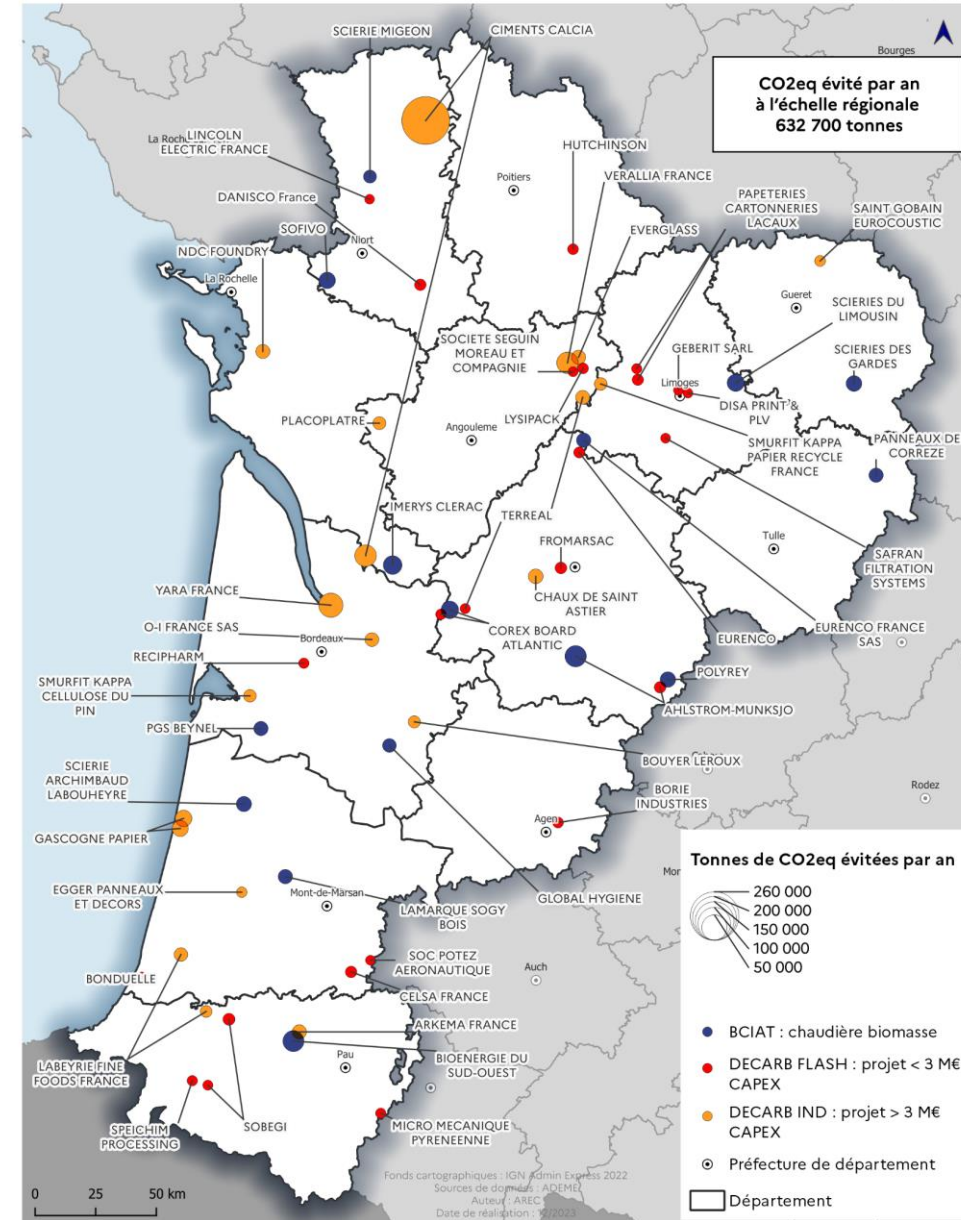 SCIERIE MIGEON
CIMENTS CALCIA
Bourges
CO2eq évité par an
à l'échelle régionale
632 700 tonnes
LINCOLN
ELECTRIC FRANCE
HUTCHINSON
VERALLIA FRANCE
DANISCO France
Poitiers
PAPETERIES
CARTONNERIES
LACAUX
SAINT GOBAIN
EUROCOUSTIC
SOFIVO
EVERGLASS
Niort
NDC FOUNDRY
La Rochelle
Gueret
SCIERIES DU
LIMOUSIN
SOCIETE SEGUIN
MOREAU ET
COMPAGNIE
GEBERIT SARL
SCIERIES DES
GARDES
Limoges
DISA PRINT &
PLV
PLACOPLATRE
LYSIPACK
Angouleme
SMURFIT KAPPA
PAPIER RECYCLE
FRANCE
PANNEAUX DE
CORREZE
IMERYS CLERAC
TERREAL
Tulle
FROMARSAC
SAFRAN
FILTRATION
SYSTEMS
YARA FRANCE
CHAUX DE SAINT
ASTIER
O-I FRANCE SAS
Bordeaux
COREX BOARD
ATLANTIC
EURENCO
EURENCO FRANCE
SAS
RECIPHARM
POLYREY
SMURFIT KAPPA
CELLULOSE DU
PIN
AHLSTROM-MUNKSJO
PGS BEYNEL
BOUYER LEROUX
SCIERIE
ARCHIMBAUD
LABOUHEYRE
BORIE
INDUSTRIES
Rodez
Agen
GASCOGNE PAPIER
EGGER PANNEAUX
ET DECORS
Mont-de-Marsan
LAMARQUE SOGY
BOIS
GLOBAL HYGIENE
BONDUELLE
SOC POTEZ
AERONAUTIQUE
Auch
CELSA FRANCE
ARKEMA FRANCE
LABEYRIE FINE
FOODS FRANCE
Pau
BIOENERGIE DU
SUD-OUEST
SPEICHIM
PROCESSING
SOBEGI
MICRO MECANIQUE
PYRENEENNE
Tonnes de CO2eq évitées par an
260 000
200 000
150 000
100 000
50 000
BCIAT : chaudière biomasse
DECARB FLASH : projet < 3 M€
CAPEX
DECARB IND : projet > 3 M€
CAPEX
Préfecture de département
Département
0 25 50 km
Fonds cartographiques : IGN Admin Express 2022
Sources de données : ADEME
Auteur : AREC
Date de réalisation : 12/2023